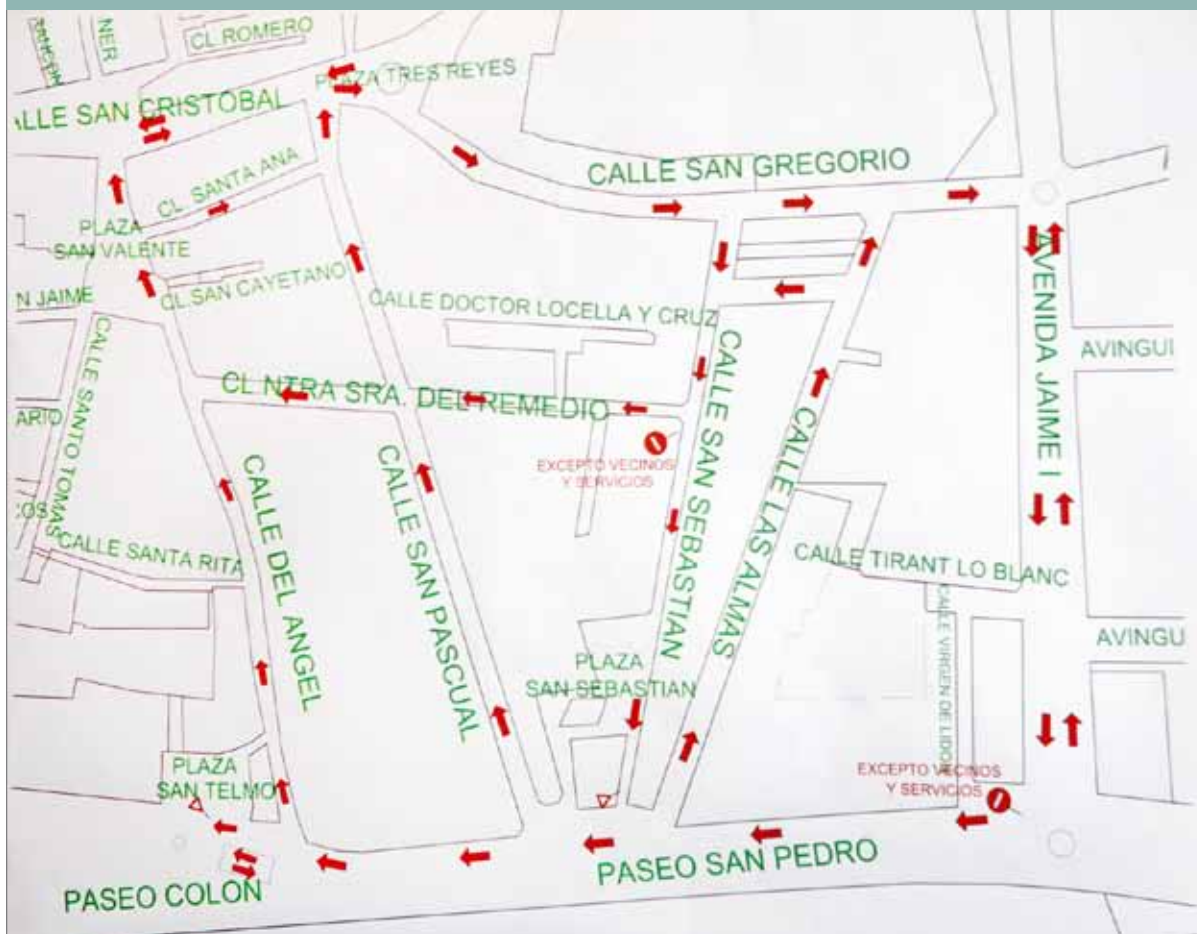 NER
CL ROMERO
PLAZA TRES REYES
ALLE SAN CRISTOBAL
CL SANTA ANA
CALLE SAN GREGORIO
PLAZA
SAN VALENTE
CL.SAN CAYETANO
N JAIME
CALLE DOCTOR LOCELLA Y CRUZ
AVENIDA JAIME I
AVINGUI
CALLE SANTO TOMAS
CL NTRA SRA. DEL REMEDIO
ARIO
CALLE SAN SEBASTIAN
CALLE LAS ALMAS
EXCEPTO VECINOS
Y SERVICIOS
CALLE DEL ANGEL
CALLE SAN PASCUAL
COS
CALLE SANTA RITA
CALLE TIRANT LO BLANC
CALLE VIRGEN DE LIDON
AVINGU
PLAZA
SAN SEBASTIAN
PLAZA
SAN TELMO
EXCEPTO VECINOS
Y SERVICIOS
PASEO SAN PEDRO
PASEO COLON